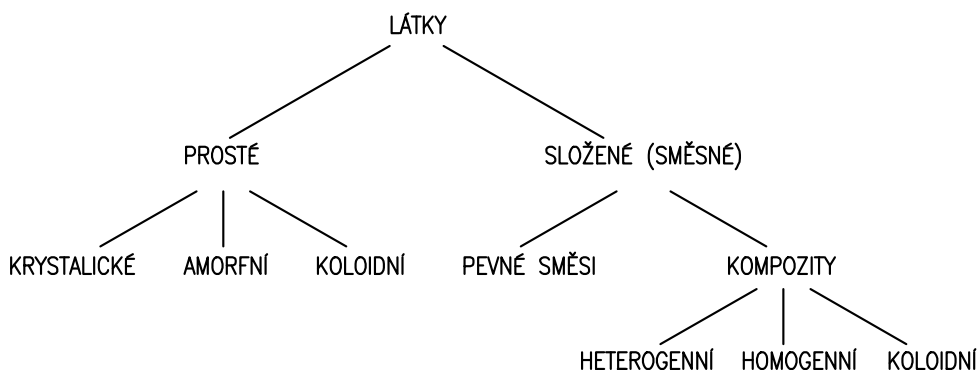 LÁTKY
PROSTÉ SLOŽENÉ (SMĚSNÉ)
KRYSTALICKÉ AMORFNÍ KOLOIDNÍ PEVNÉ SMĚSI KOMPOZITY
HETEROGENNÍ HOMOGENNÍ KOLOIDNÍ